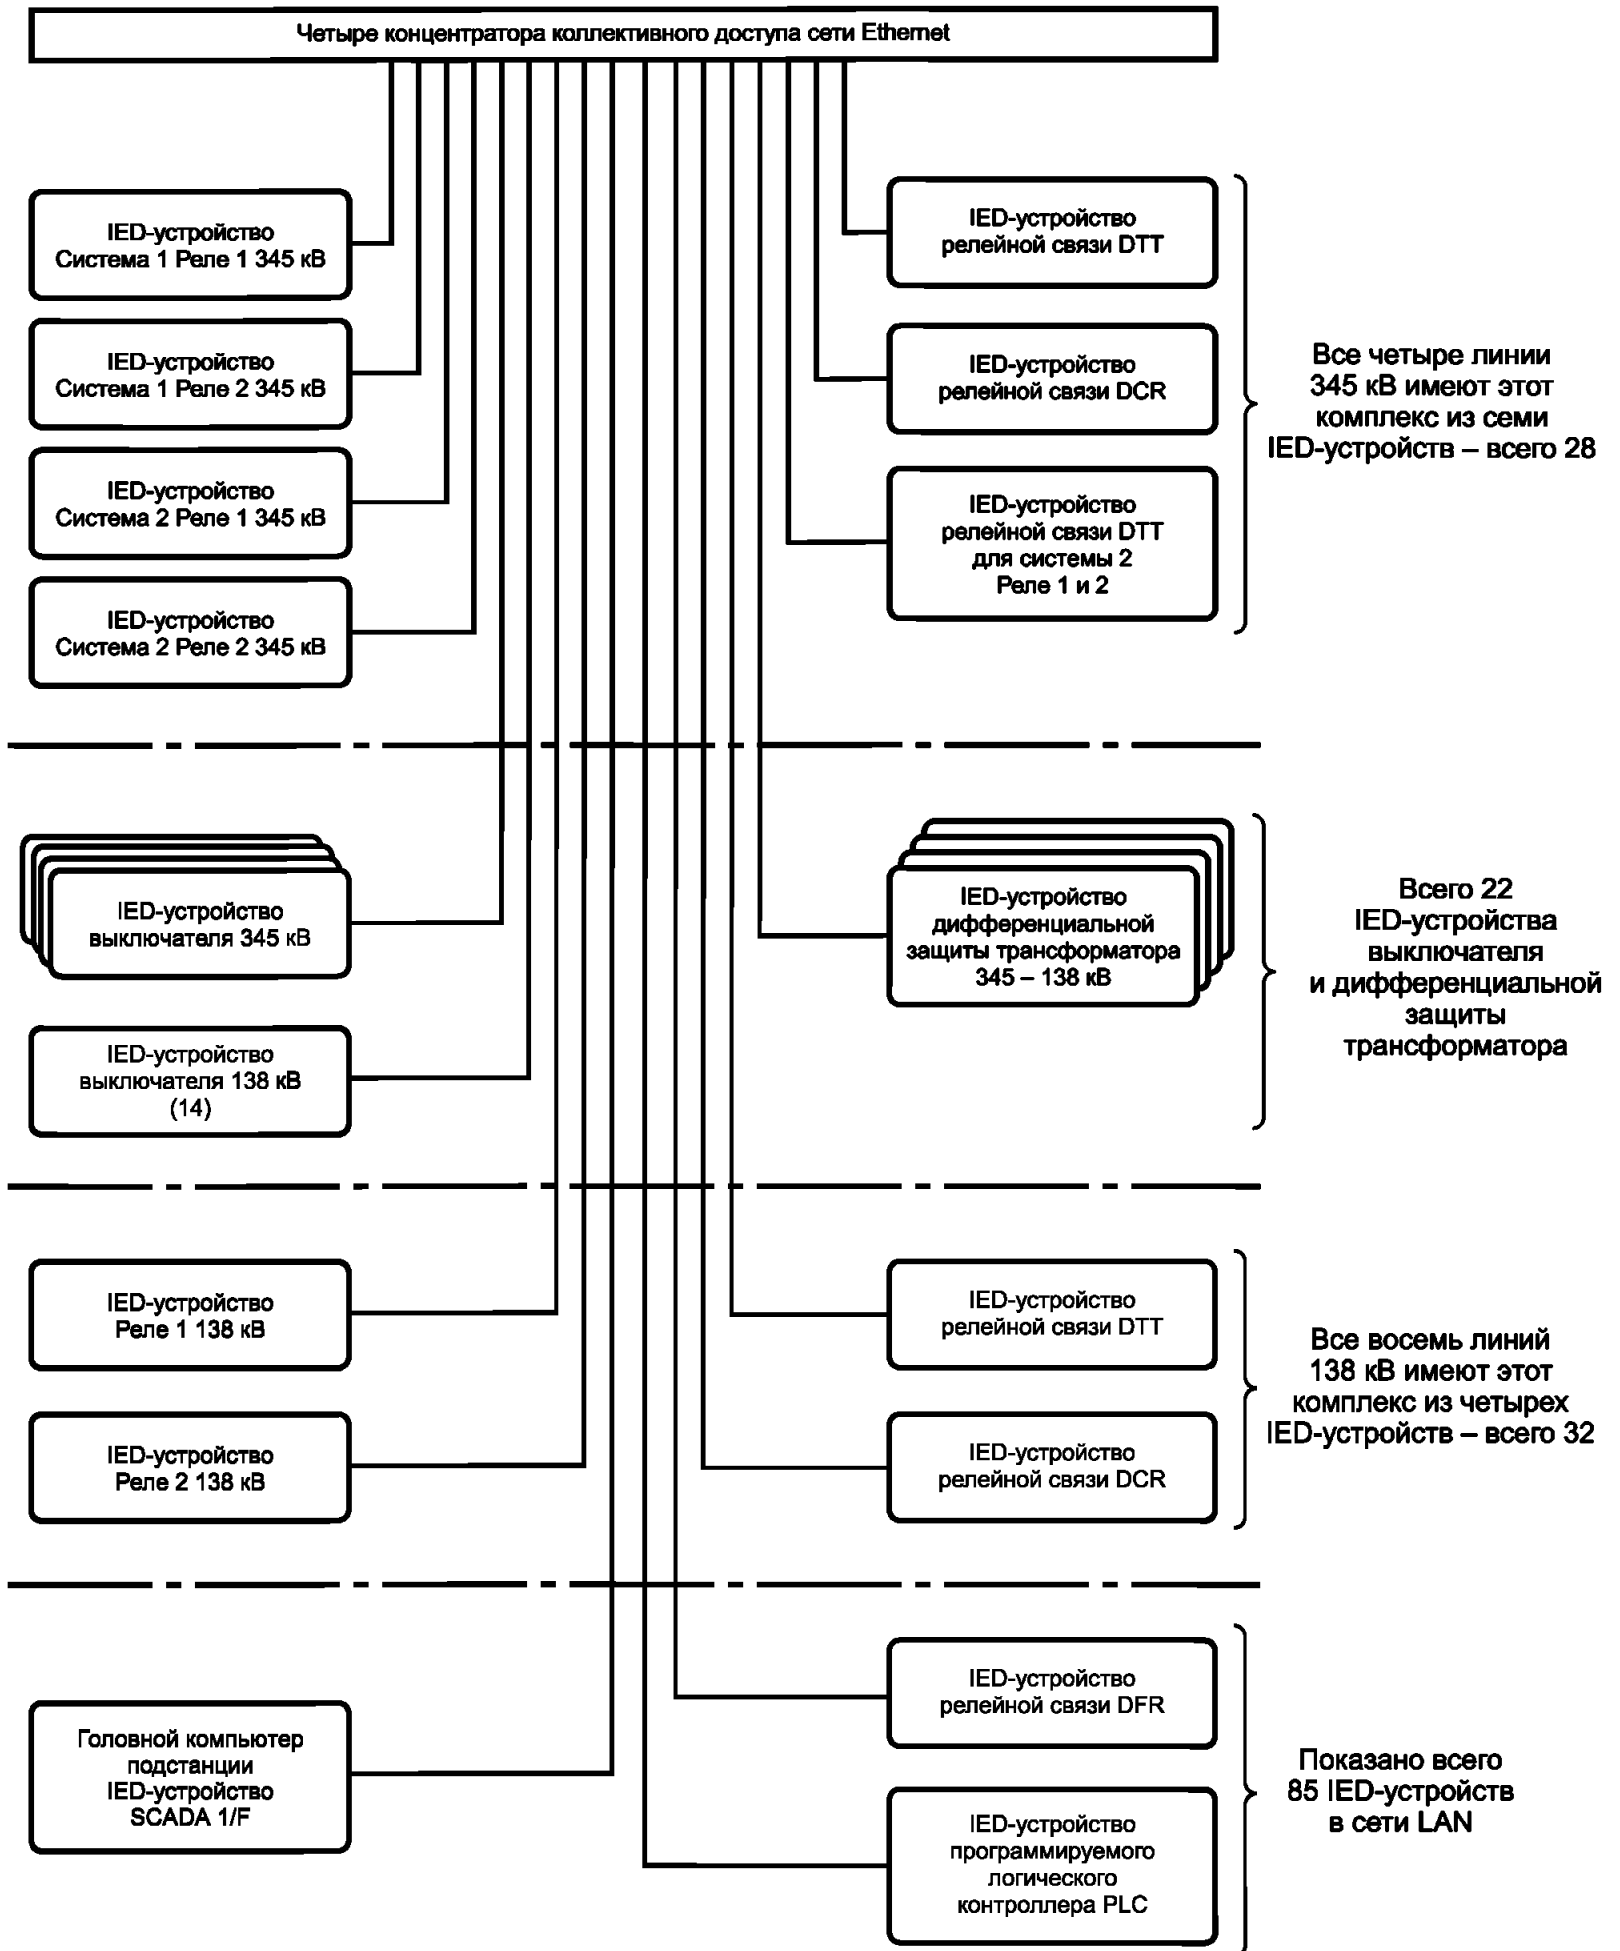 Четыре концентратора коллективного доступа сети Ethernet
IED-устройство
Система 1 Реле 1 345 кВ
IED-устройство
Система 1 Реле 2 345 кВ
IED-устройство
Система 2 Реле 1 345 кВ
IED-устройство
Система 2 Реле 2 345 кВ
IED-устройство
релейной связи DTT
IED-устройство
релейной связи DCR
IED-устройство
релейной связи DTT
для системы 2
Реле 1 и 2
Все четыре линии
345 кВ имеют этот
комплекс из семи
IED-устройств – всего 28
IED-устройство
выключателя 345 кВ
IED-устройство
выключателя 138 кВ
(14)
IED-устройство
дифференциальной
защиты трансформатора
345 – 138 кВ
Всего 22
IED-устройства
выключателя
и дифференциальной
защиты
трансформатора
IED-устройство
Реле 1 138 кВ
IED-устройство
Реле 2 138 кВ
IED-устройство
релейной связи DTT
IED-устройство
релейной связи DCR
Все восемь линий
138 кВ имеют этот
комплекс из четырех
IED-устройств – всего 32
Головной компьютер
подстанции
IED-устройство
SCADA 1/F
IED-устройство
релейной связи DFR
IED-устройство
программируемого
логического
контроллера PLC
Показано всего
85 IED-устройств
в сети LAN